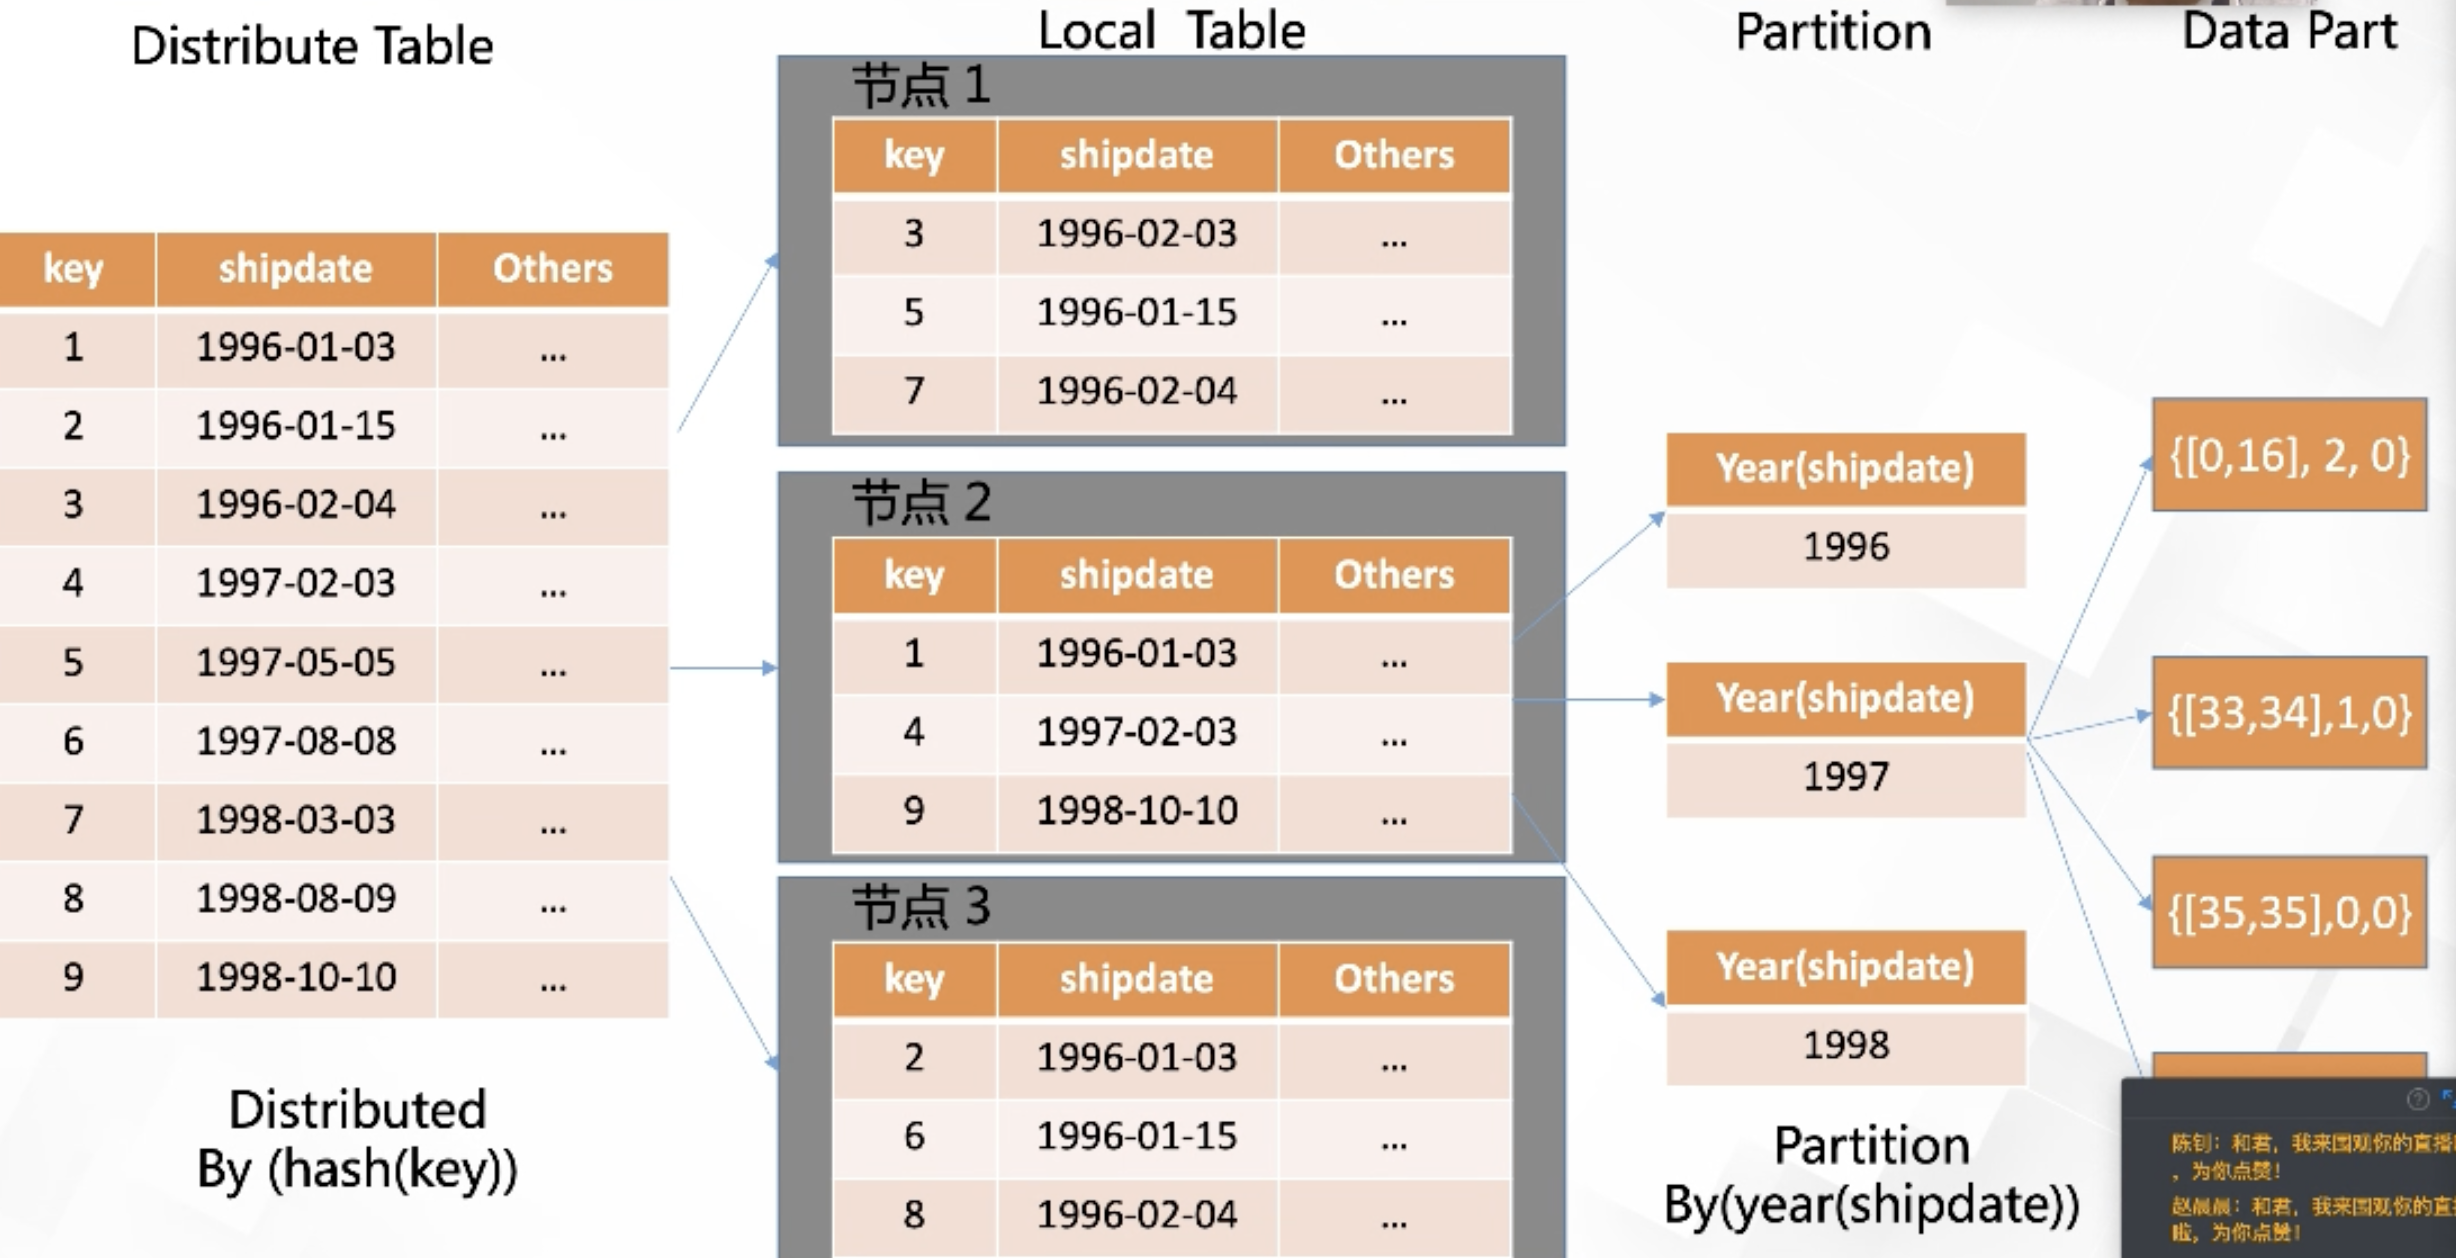 Distribute Table
key shipdate Others
1 1996-01-03 ...
2 1996-01-15 ...
3 1996-02-04 ...
4 1997-02-03 ...
5 1997-05-05 ...
6 1997-08-08 ...
7 1998-03-03 ...
8 1998-08-09 ...
9 1998-10-10 ...
Distributed
By (hash(key))
Local Table
节点 1
key shipdate Others
3 1996-02-03 ...
5 1996-01-15 ...
7 1996-02-04 ...
节点 2
key shipdate Others
1 1996-01-03 ...
4 1997-02-03 ...
9 1998-10-10 ...
节点 3
key shipdate Others
2 1996-01-03 ...
6 1996-01-15 ...
8 1996-02-04 ...
Partition
Year(shipdate)
1996
Year(shipdate)
1997
Year(shipdate)
1998
Partition
By(year(shipdate))
Data Part
{[0,16], 2, 0}
{[33,34],1,0}
{[35,35],0,0}
陈钊：和君，我来围观你的直播
，为你点赞！
赵晨晨：和君，我来围观你的直
啦，为你点赞！